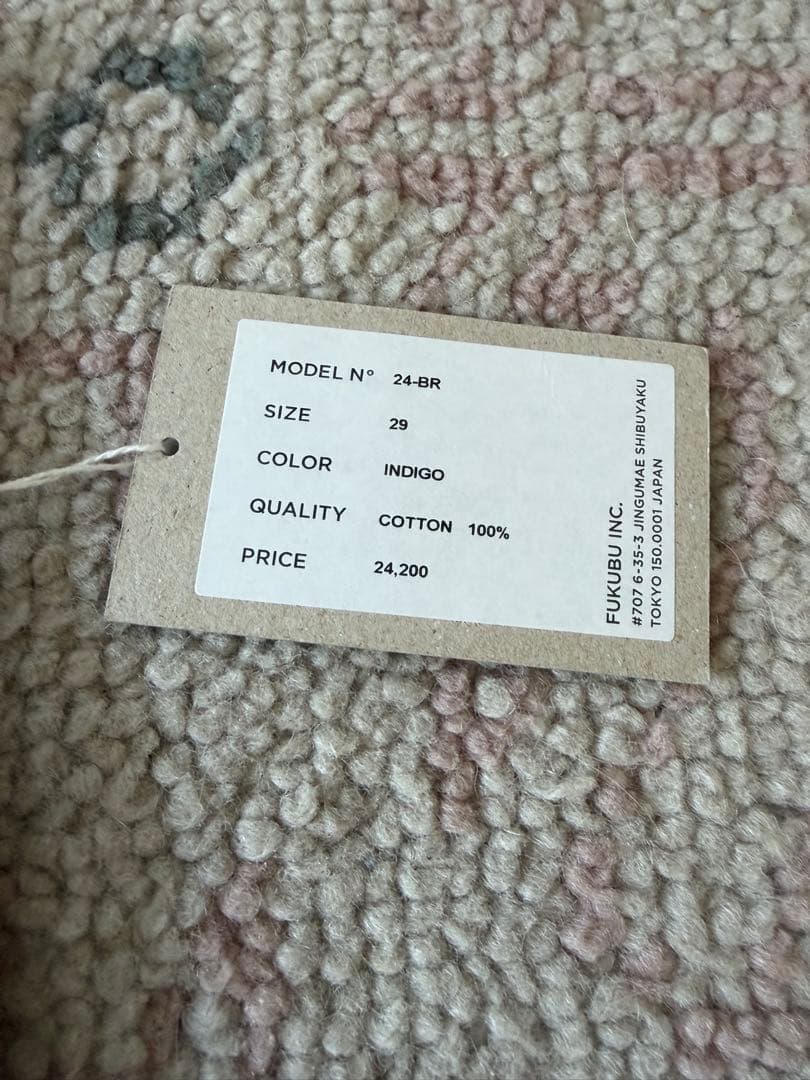 MODEL Nº 24-BR
SIZE 29
COLOR INDIGO
QUALITY COTTON 100%
PRICE 24,200
FUKUBU INC.
#707 6-35-3 JINGUMAE SHIBUYAKU
TOKYO 150.0001 JAPAN